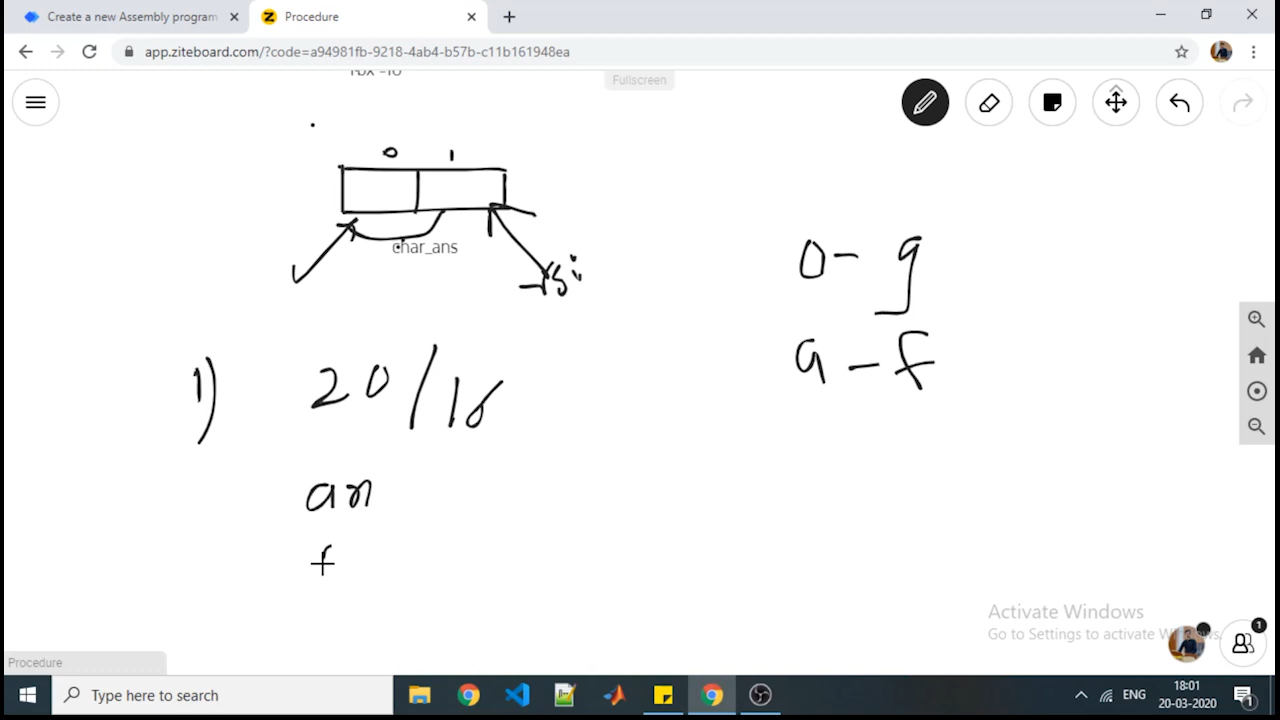 Create a new Assembly program
Procedure
app.ziteboard.com/?code=a94981fb-9218-4ab4-b57b-c11b161948ea
Fullscreen
0 1
char_ans
rsi
0 - 9
a - f
1) 20/16
Activate Windows
Go to Settings to activate Windows.
1
Procedure
Type here to search
ENG
18:01
20-03-2020
1